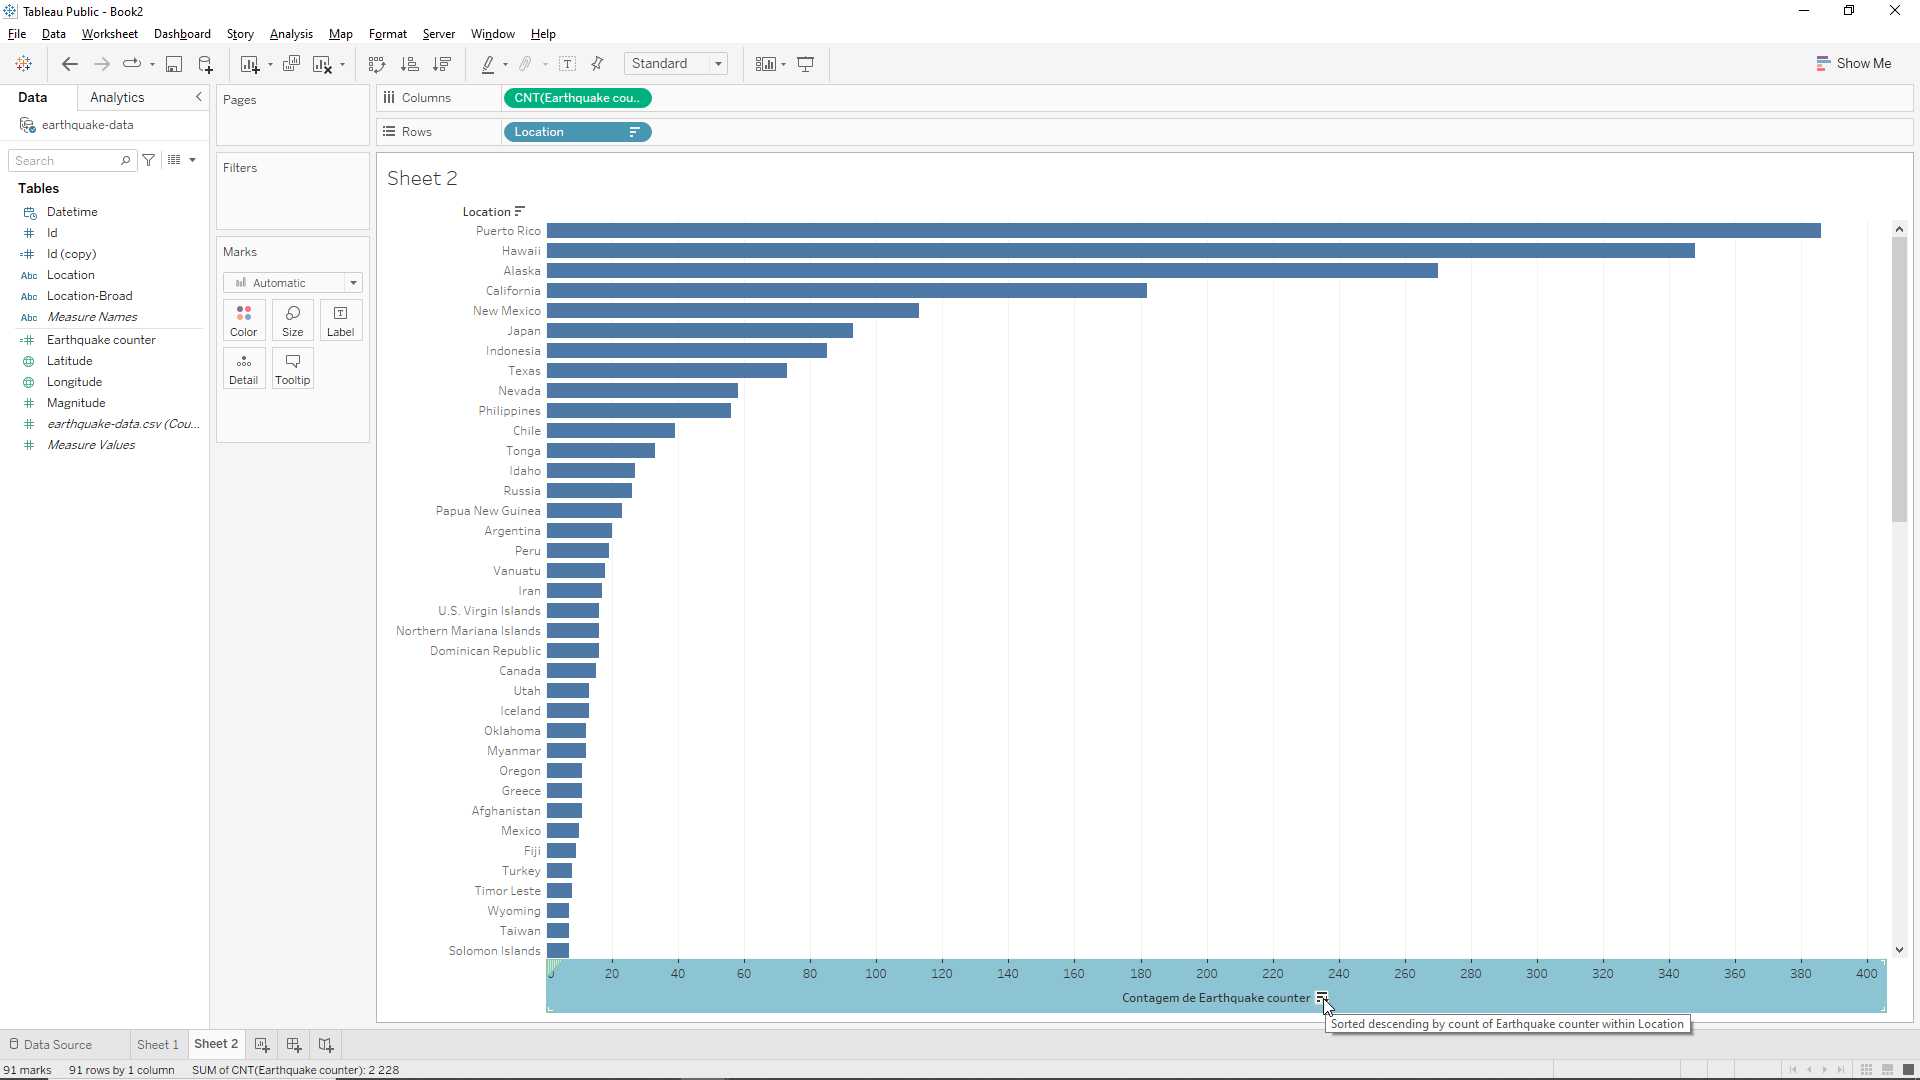 Tableau Public - Book2
File Data Worksheet Dashboard Story Analysis Map Format Server Window Help
Standard
Show Me
Data Analytics
earthquake-data
Search
Tables
Datetime
Id
Id (copy)
Abc Location
Abc Location-Broad
Abc Measure Names
Earthquake counter
Latitude
Longitude
Magnitude
earthquake-data.csv (Cou...
Measure Values
Pages
Filters
Marks
Automatic
Color Size Label
Detail Tooltip
Columns CNT(Earthquake cou..
Rows Location
Sheet 2
Location
Puerto Rico
Hawaii
Alaska
California
New Mexico
Japan
Indonesia
Texas
Nevada
Philippines
Chile
Tonga
Idaho
Russia
Papua New Guinea
Argentina
Peru
Vanuatu
Iran
U.S. Virgin Islands
Northern Mariana Islands
Dominican Republic
Canada
Utah
Iceland
Oklahoma
Myanmar
Oregon
Greece
Afghanistan
Mexico
Fiji
Turkey
Timor Leste
Wyoming
Taiwan
Solomon Islands
0 20 40 60 80 100 120 140 160 180 200 220 240 260 280 300 320 340 360 380 400
Contagem de Earthquake counter
Sorted descending by count of Earthquake counter within Location
Data Source Sheet 1 Sheet 2
91 marks 91 rows by 1 column SUM of CNT(Earthquake counter): 2 228